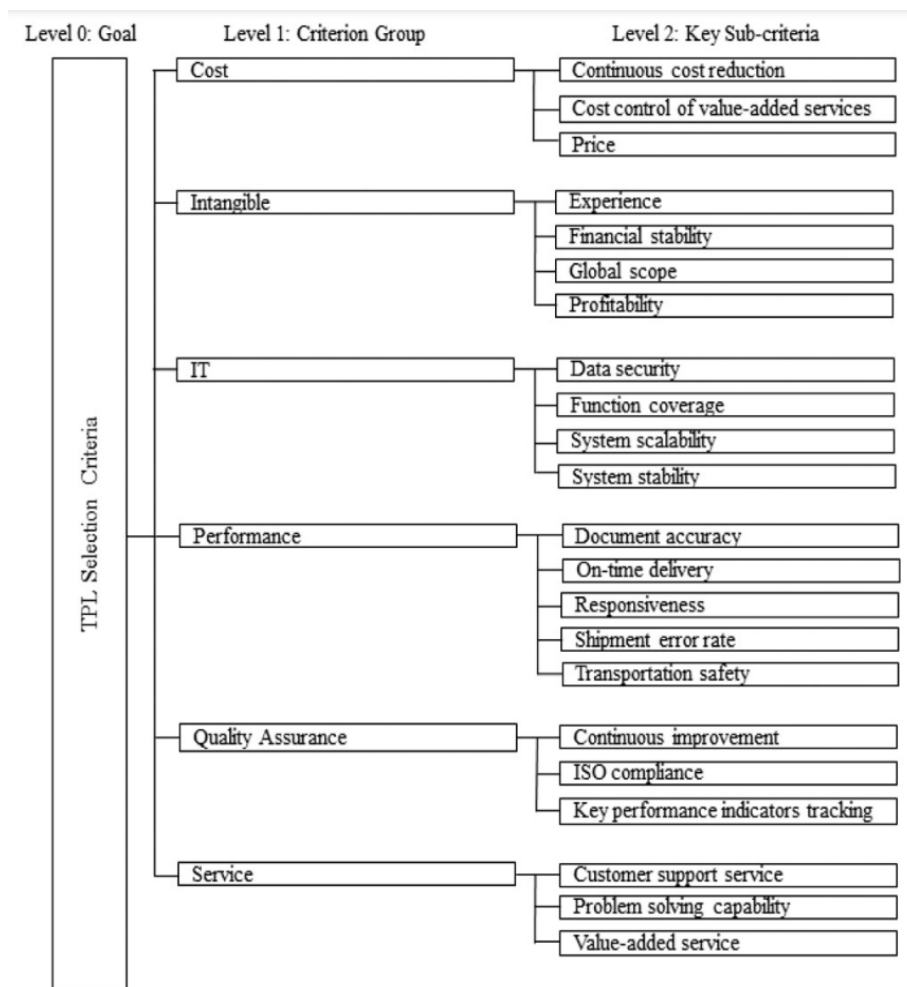 Level 0: Goal
Level 1: Criterion Group
Level 2: Key Sub-criteria
TPL Selection Criteria
Cost
Continuous cost reduction
Cost control of value-added services
Price
Intangible
Experience
Financial stability
Global scope
Profitability
IT
Data security
Function coverage
System scalability
System stability
Performance
Document accuracy
On-time delivery
Responsiveness
Shipment error rate
Transportation safety
Quality Assurance
Continuous improvement
ISO compliance
Key performance indicators tracking
Service
Customer support service
Problem solving capability
Value-added service